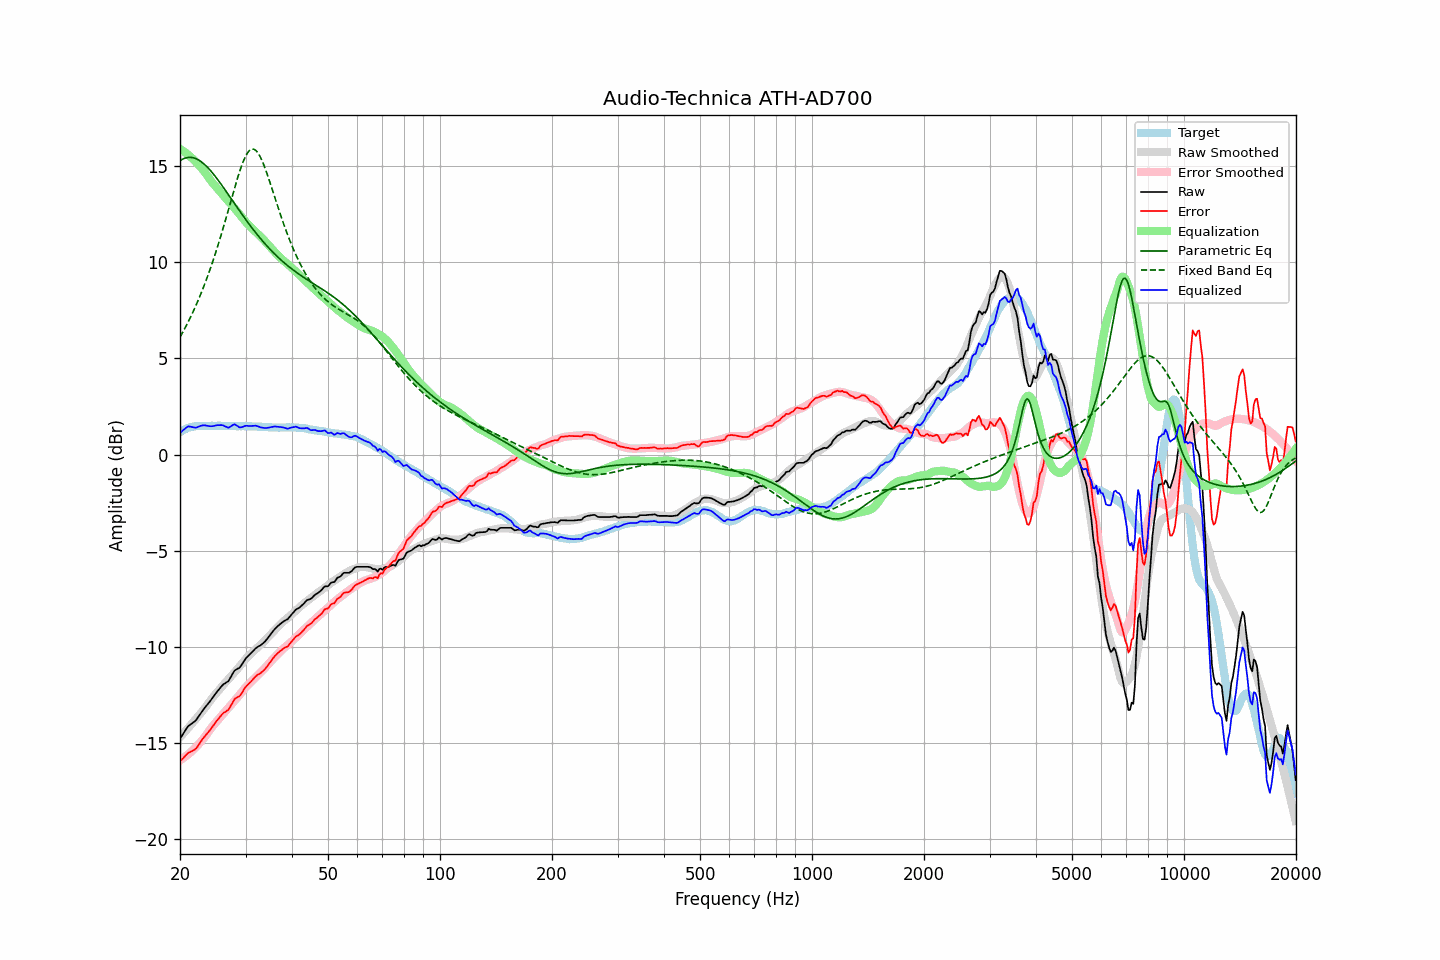 Audio-Technica ATH-AD700
Target
Raw Smoothed
Error Smoothed
Raw
Error
Equalization
Parametric Eq
Fixed Band Eq
Equalized
15
10
5
0
−5
−10
−15
−20
Amplitude (dBr)
20
50
100
200
500
1000
2000
5000
10000
20000
Frequency (Hz)